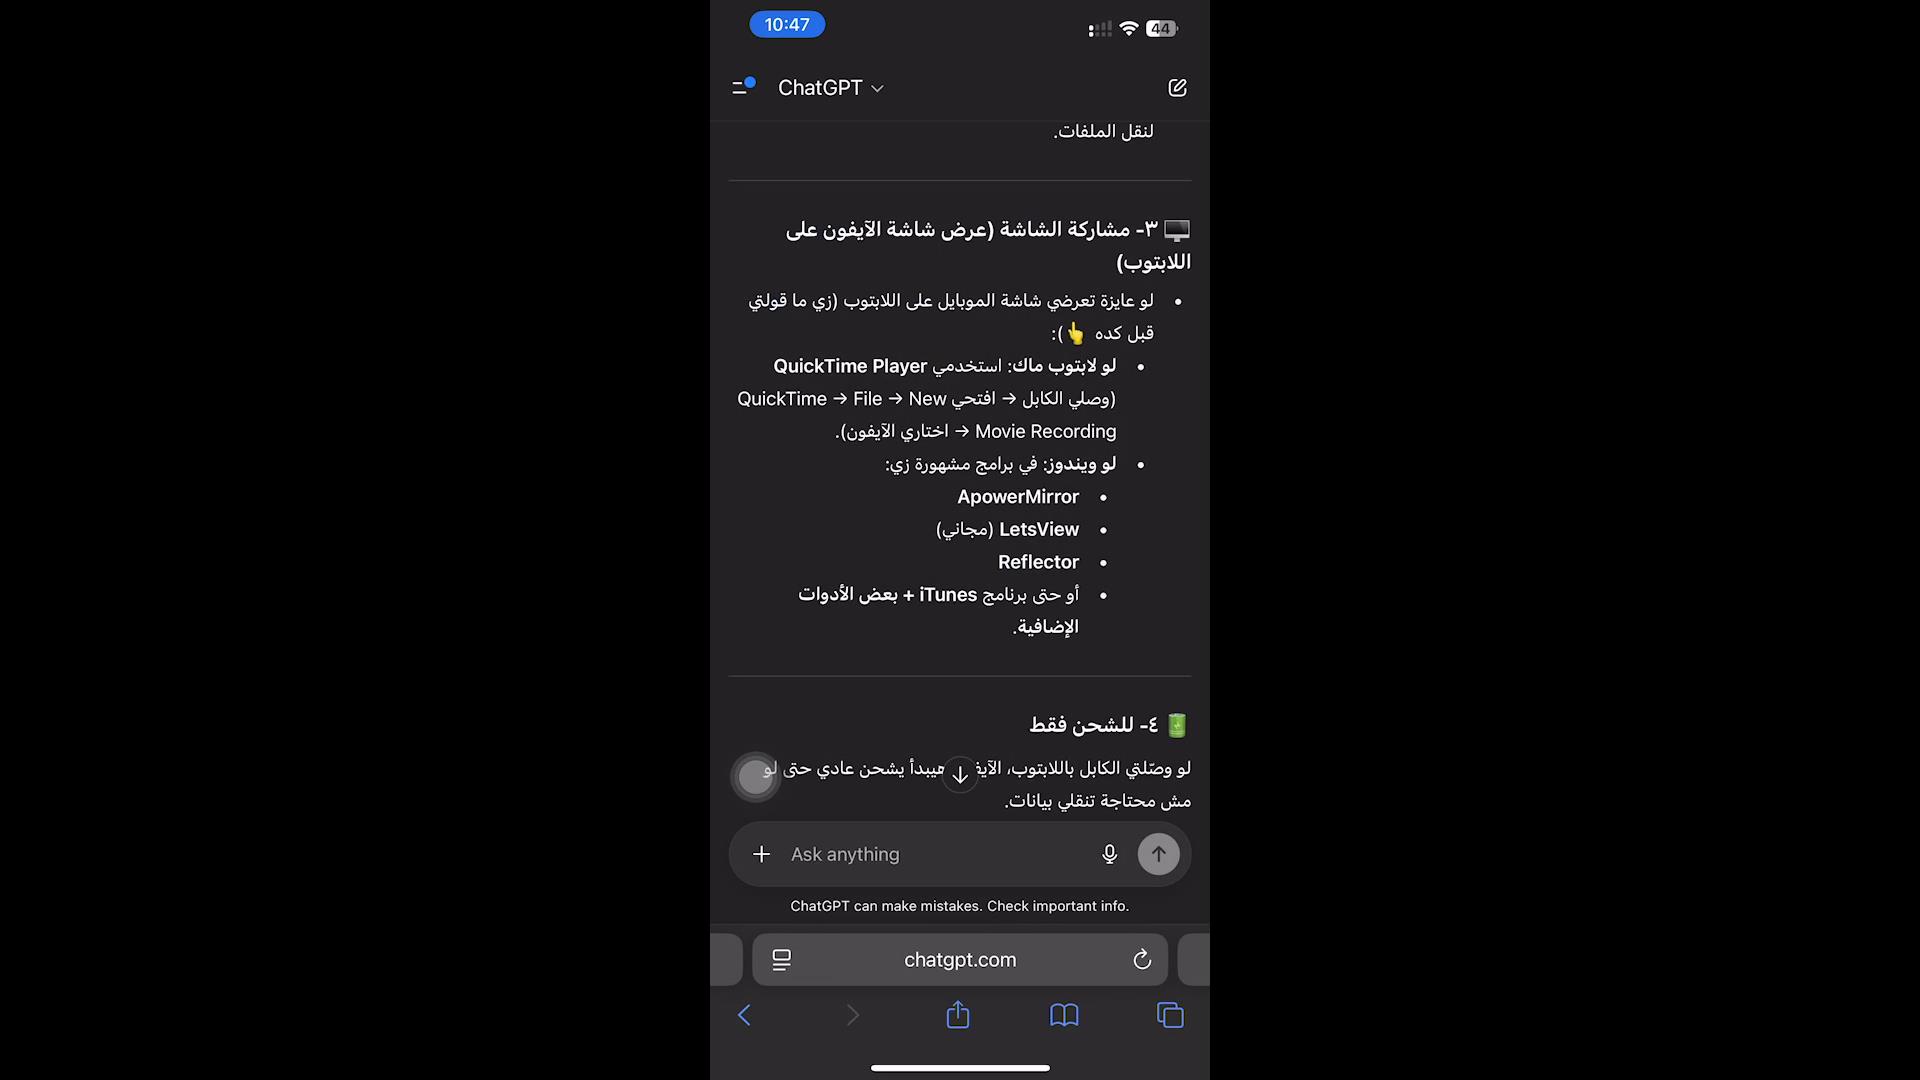 10:47
44
ChatGPT
لنقل الملفات.
٣- مشاركة الشاشة (عرض شاشة الآيفون على
اللابتوب)
• لو عايزة تعرضي شاشة الموبايل على اللابتوب (زي ما قولتي
قبل كده 👆):
• لو لابتوب ماك: استخدمي QuickTime Player
(وصلي الكابل → افتحي QuickTime → File → New
Movie Recording → اختاري الآيفون).
• لو ويندوز: في برامج مشهورة زي:
• ApowerMirror
• LetsView (مجاني)
• Reflector
• أو حتى برنامج iTunes + بعض الأدوات
الإضافية.
٤- للشحن فقط
لو وصّلتي الكابل باللابتوب، الآيف هيبدأ يشحن عادي حتى لو
مش محتاجة تنقلي بيانات.
Ask anything
ChatGPT can make mistakes. Check important info.
chatgpt.com